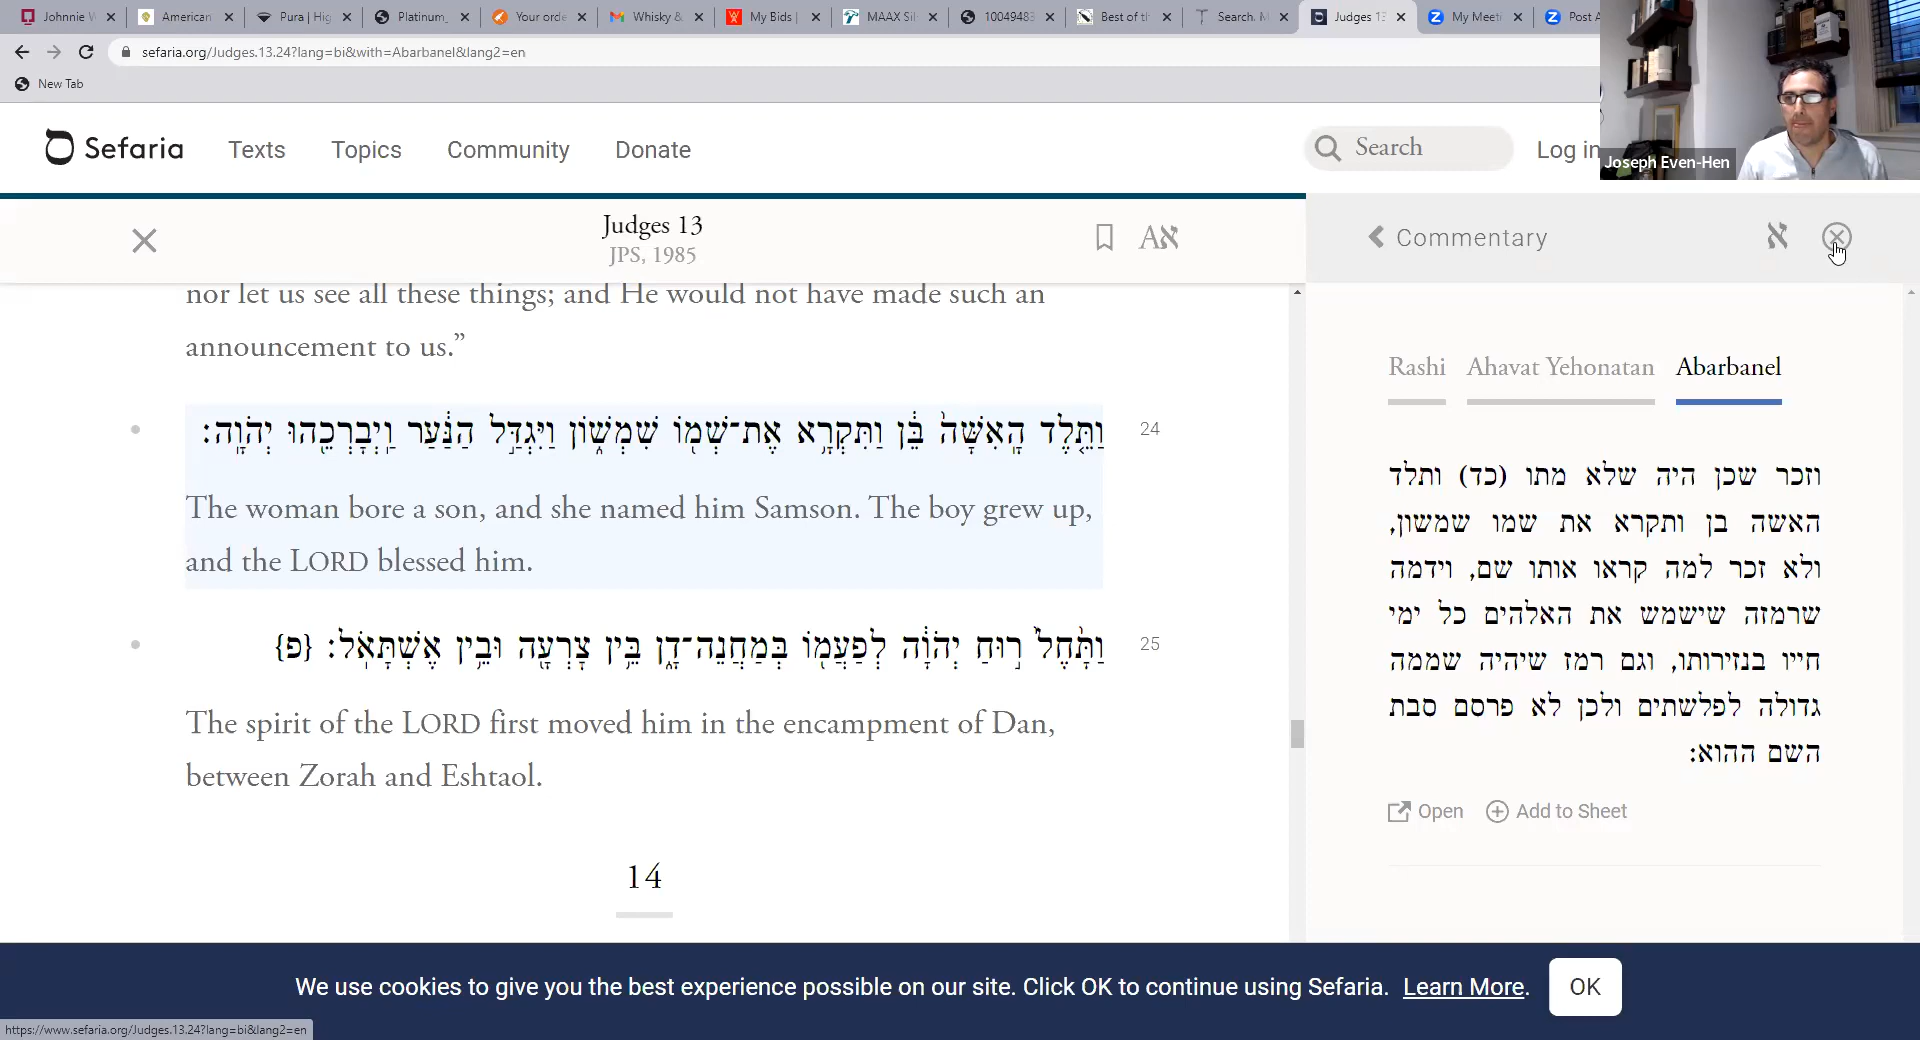 Johnnie W
American
Pura | Hig
Platinum_
Your orde
Whisky &
My Bids |
MAAX Sil
10049483
Best of th
Search. M
Judges 13
My Meeti
Post A
sefaria.org/Judges.13.24?lang=bi&with=Abarbanel&lang2=en
New Tab
Sefaria
Texts
Topics
Community
Donate
Search
Log in
Joseph Even-Hen
Judges 13
JPS, 1985
Aא
nor let us see all these things; and He would not have made such an
announcement to us.”
וַתֵּ֤לֶד הָֽאִשָּׁה֙ בֵּ֔ן וַתִּקְרָ֥א אֶת־שְׁמ֖וֹ שִׁמְשׁ֑וֹן וַיִּגְדַּ֣ל הַנַּ֔עַר וַֽיְבָרְכֵ֖הוּ יְהֹוָֽה׃
24
The woman bore a son, and she named him Samson. The boy grew up,
and the LORD blessed him.
וַתָּ֙חֶל֙ ר֣וּחַ יְהֹוָ֔ה לְפַעֲמ֖וֹ בְּמַחֲנֵה־דָ֑ן בֵּ֥ין צׇרְעָ֖ה וּבֵ֥ין אֶשְׁתָּאֹֽל׃ {פ}
25
The spirit of the LORD first moved him in the encampment of Dan,
between Zorah and Eshtaol.
14
Commentary
א
Rashi
Ahavat Yehonatan
Abarbanel
וזכר שכן היה שלא מתו (כד) ותלד
האשה בן ותקרא את שמו שמשון,
ולא זכר למה קראו אותו שם, וידמה
שרמזה שישמש את האלהים כל ימי
חייו בנזירותו, וגם רמז שיהיה שממה
גדולה לפלשתים ולכן לא פרסם סבת
השם ההוא:
Open
Add to Sheet
We use cookies to give you the best experience possible on our site. Click OK to continue using Sefaria. Learn More.
OK
https://www.sefaria.org/Judges.13.24?lang=bi&lang2=en